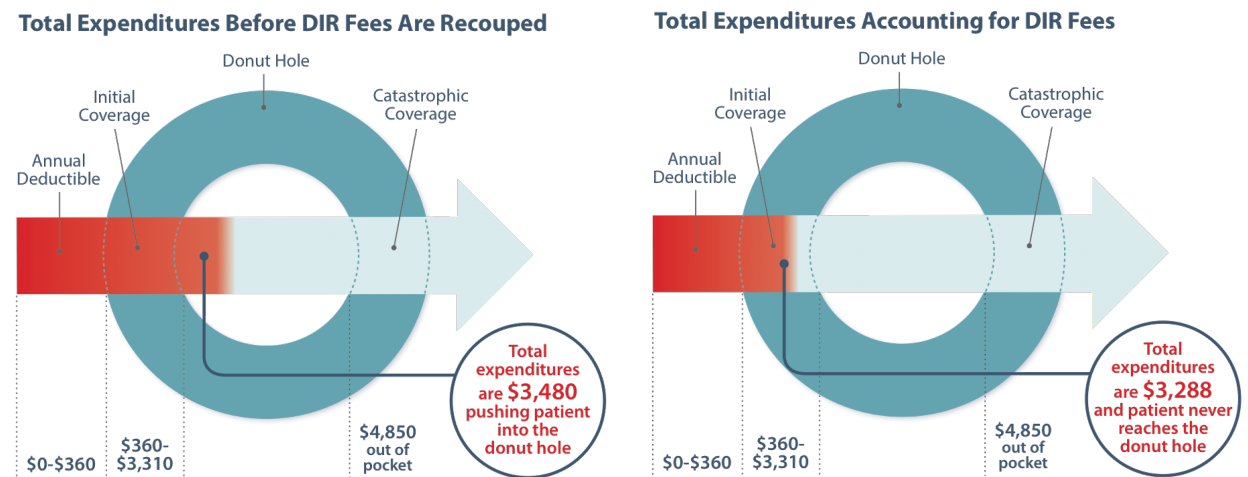 Total Expenditures Before DIR Fees Are Recouped
Donut Hole
Initial
Coverage
Catastrophic
Coverage
Annual
Deductible
Total
expenditures
are $3,480
pushing patient
into the
donut hole
$0-$360
$360-
$3,310
$4,850
out of
pocket
Total Expenditures Accounting for DIR Fees
Donut Hole
Initial
Coverage
Catastrophic
Coverage
Annual
Deductible
Total
expenditures
are $3,288
and patient never
reaches the
donut hole
$0-$360
$360-
$3,310
$4,850
out of
pocket